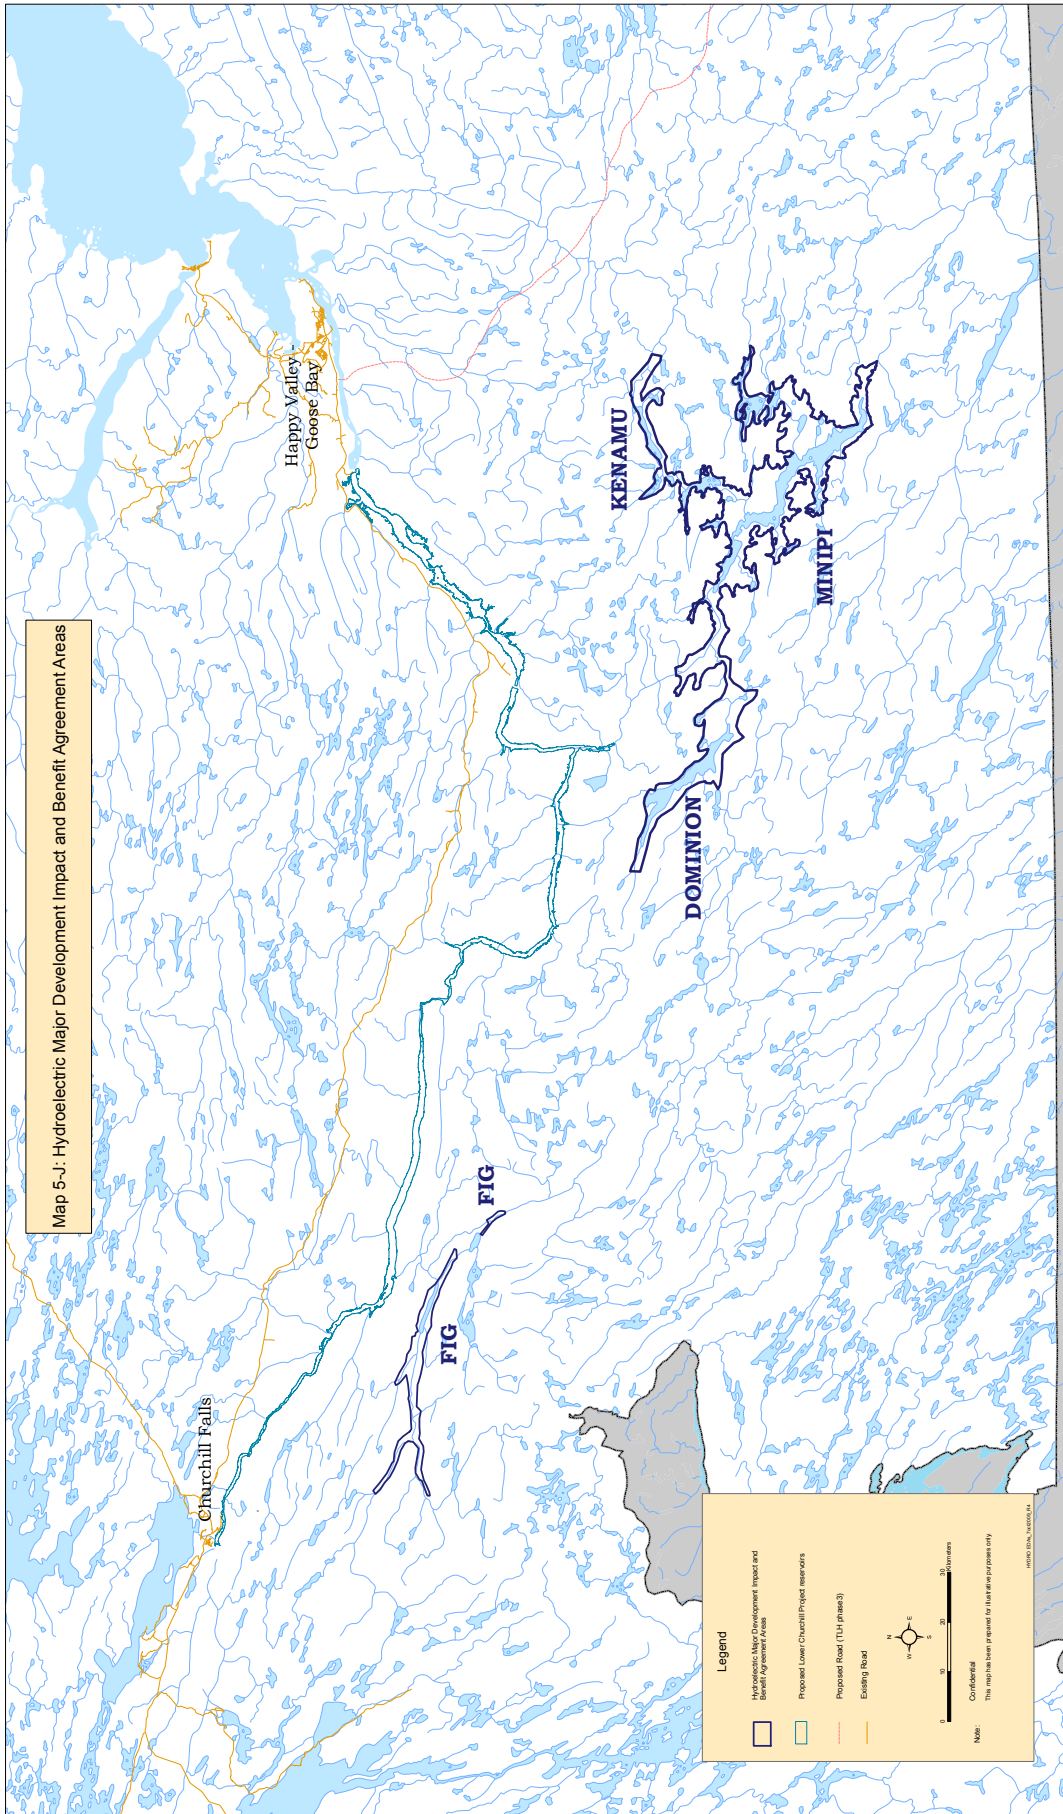 Map 5-J: Hydroelectric Major Development Impact and Benefit Agreement Areas
Happy Valley -
Goose Bay
Churchill Falls
KENAMU
MINIPI
DOMINION
FIG
FIG
Legend
Hydroelectric Major Development Impact and
Benefit Agreement Areas
Proposed Lower Churchill Project reservoirs
Proposed Road (TLH phase3)
Existing Road
N
W
E
S
0 10 20 30
Kilometers
Note: Confidential
This map has been prepared for illustrative purposes only.